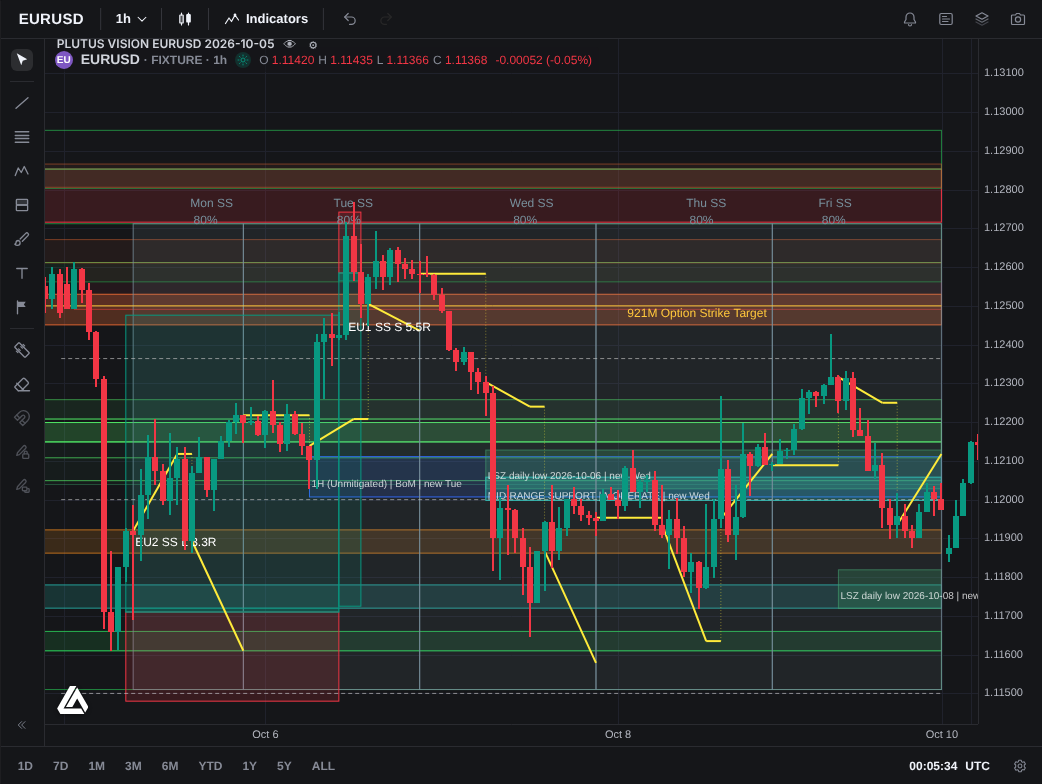 EURUSD 1h Indicators
PLUTUS VISION EURUSD 2026-10-05
EU EURUSD · FIXTURE · 1h O 1.11420 H 1.11435 L 1.11366 C 1.11368 -0.00052 (-0.05%)
1.13100
1.13000
1.12900
1.12800
Mon SS Tue SS Wed SS Thu SS Fri SS
80% 80% 80% 80% 80%
1.12700
1.12600
1.12500
921M Option Strike Target
EU1 SS S 5.5R
1.12400
1.12300
1.12200
1.12100
LSZ daily low 2026-10-06 | new Wed
1H (Unmitigated) | BoM | new Tue
MID RANGE SUPPORT | MODERATE | new Wed
1.12000
1.11900
EU2 SS L 3.3R
1.11800
LSZ daily low 2026-10-08 | new
1.11700
1.11600
1.11500
Oct 6 Oct 8 Oct 10
1D 7D 1M 3M 6M YTD 1Y 5Y ALL 00:05:34 UTC